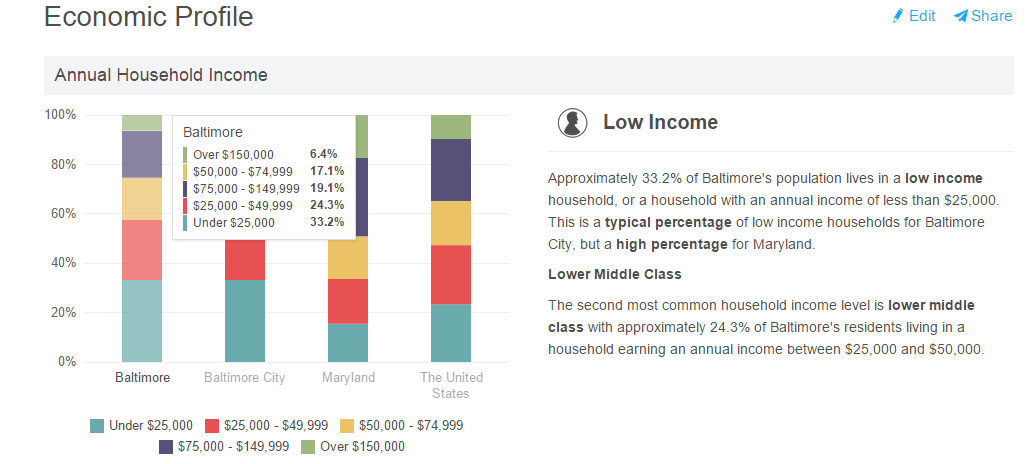 Economic Profile
Edit Share
Annual Household Income
100%
80%
60%
40%
20%
0%
Baltimore
Over $150,000 6.4%
$50,000 - $74,999 17.1%
$75,000 - $149,999 19.1%
$25,000 - $49,999 24.3%
Under $25,000 33.2%
Baltimore
Baltimore City
Maryland
The United
States
Under $25,000 $25,000 - $49,999 $50,000 - $74,999
$75,000 - $149,999 Over $150,000
Low Income
Approximately 33.2% of Baltimore's population lives in a low income
household, or a household with an annual income of less than $25,000.
This is a typical percentage of low income households for Baltimore
City, but a high percentage for Maryland.
Lower Middle Class
The second most common household income level is lower middle
class with approximately 24.3% of Baltimore's residents living in a
household earning an annual income between $25,000 and $50,000.